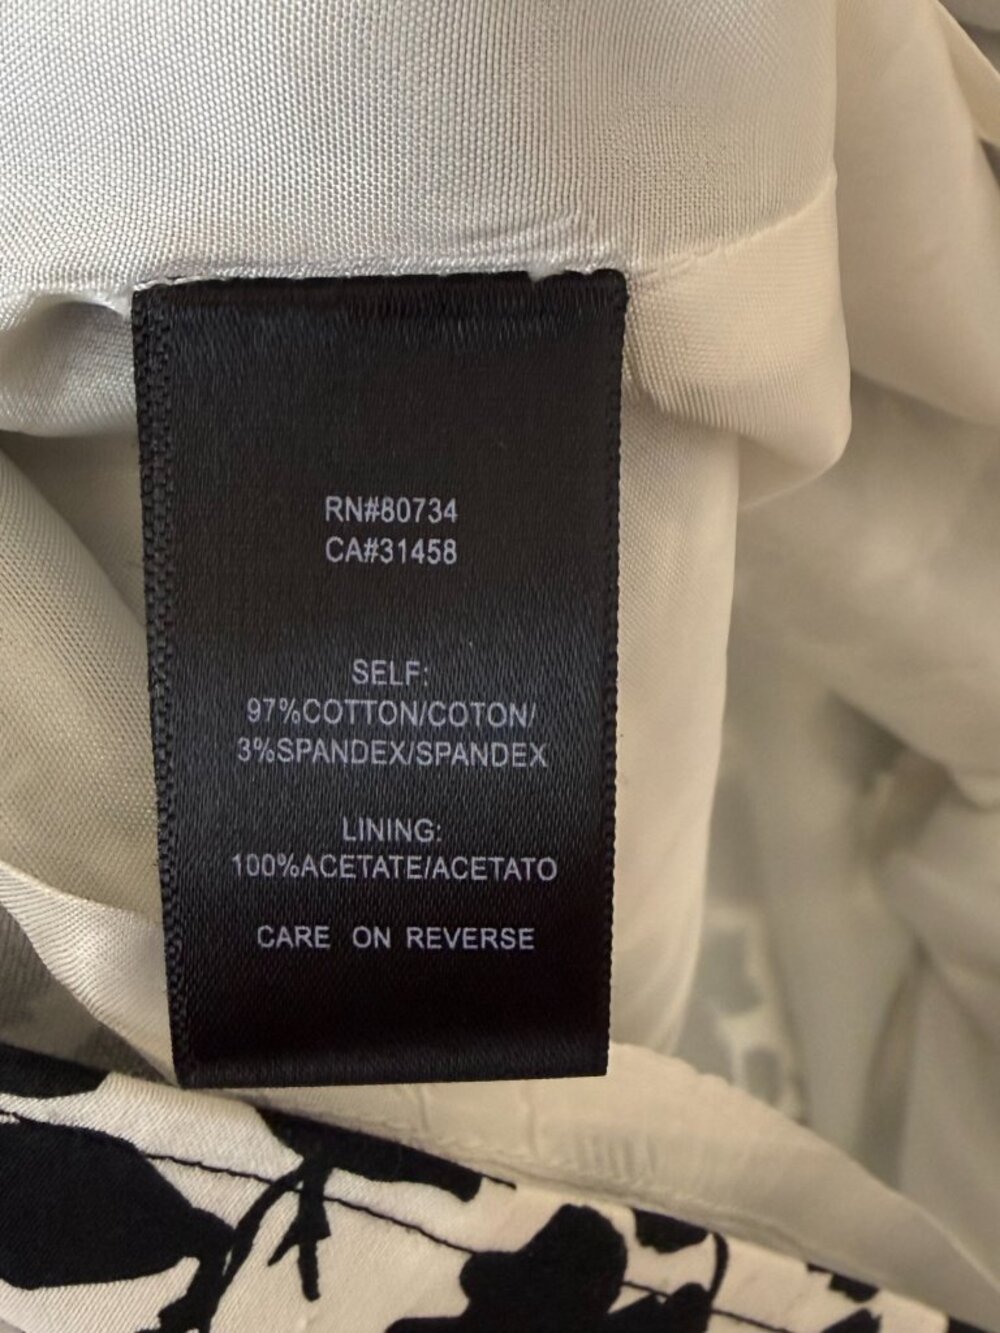 RN#80734
CA#31458
SELF:
97%COTTON/COTON/
3%SPANDEX/SPANDEX
LINING:
100%ACETATE/ACETATO
CARE ON REVERSE